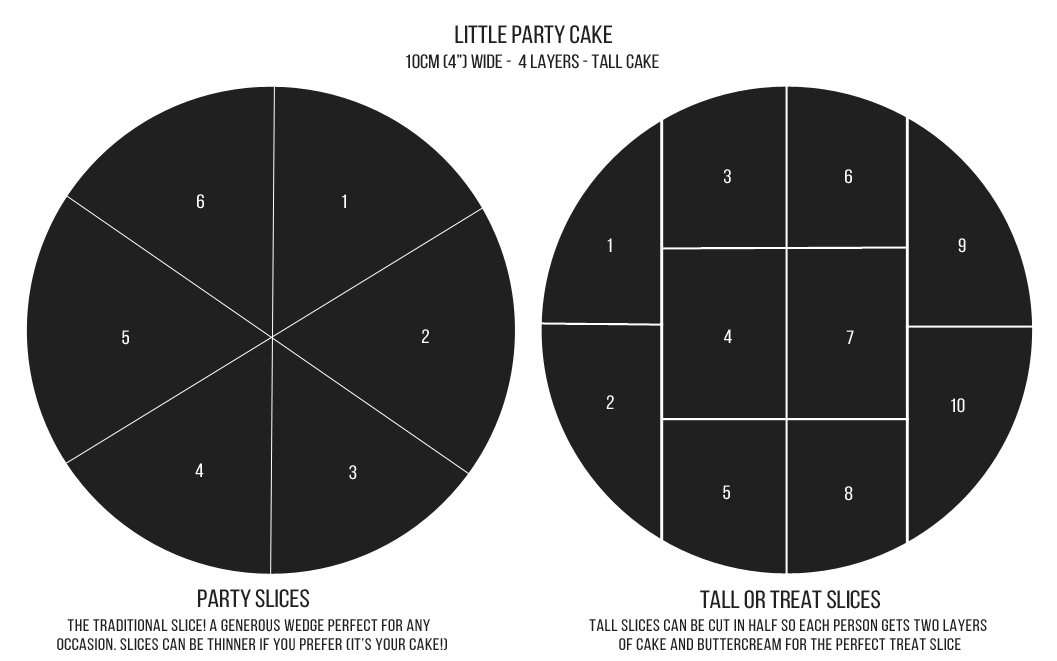 LITTLE PARTY CAKE
10CM (4") WIDE - 4 LAYERS - TALL CAKE
6
1
5
2
4
3
1
2
3
6
4
7
5
8
9
10
PARTY SLICES
THE TRADITIONAL SLICE! A GENEROUS WEDGE PERFECT FOR ANY
OCCASION. SLICES CAN BE THINNER IF YOU PREFER (IT'S YOUR CAKE!)
TALL OR TREAT SLICES
TALL SLICES CAN BE CUT IN HALF SO EACH PERSON GETS TWO LAYERS
OF CAKE AND BUTTERCREAM FOR THE PERFECT TREAT SLICE